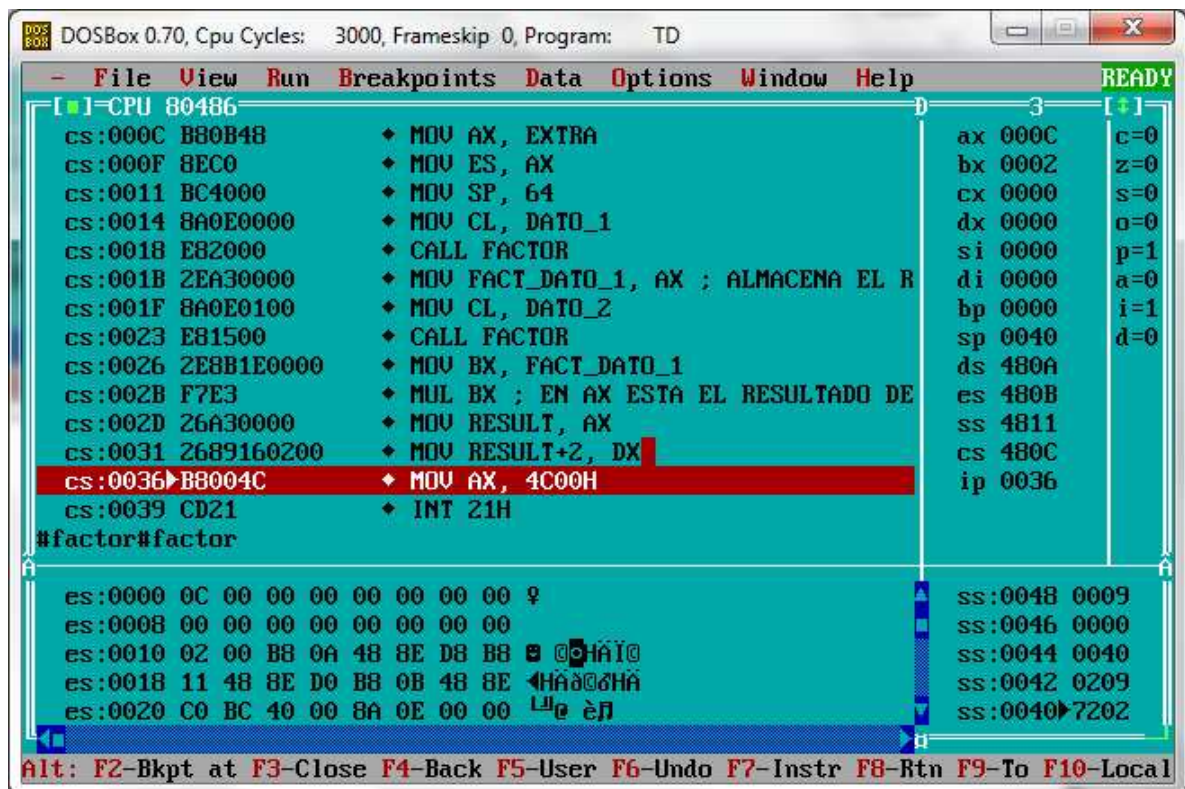 DOSBox 0.70, Cpu Cycles: 3000, Frameskip 0, Program: TD
- File View Run Breakpoints Data Options Window Help READY
[■]=CPU 80486 Ð 3 [↕]
cs:000C B80B48 ♦ MOV AX, EXTRA ax 000C c=0
cs:000F 8EC0 ♦ MOV ES, AX bx 0002 z=0
cs:0011 BC4000 ♦ MOV SP, 64 cx 0000 s=0
cs:0014 8A0E0000 ♦ MOV CL, DATO_1 dx 0000 o=0
cs:0018 E82000 ♦ CALL FACTOR si 0000 p=1
cs:001B 2EA30000 ♦ MOV FACT_DATO_1, AX ; ALMACENA EL R di 0000 a=0
cs:001F 8A0E0100 ♦ MOV CL, DATO_2 bp 0000 i=1
cs:0023 E81500 ♦ CALL FACTOR sp 0040 d=0
cs:0026 2E8B1E0000 ♦ MOV BX, FACT_DATO_1 ds 480A
cs:002B F7E3 ♦ MUL BX ; EN AX ESTA EL RESULTADO DE es 480B
cs:002D 26A30000 ♦ MOV RESULT, AX ss 4811
cs:0031 2689160200 ♦ MOV RESULT+2, DX cs 480C
cs:0036►B8004C ♦ MOV AX, 4C00H ip 0036
cs:0039 CD21 ♦ INT 21H
#factor#factor
es:0000 0C 00 00 00 00 00 00 00 ♀ ss:0048 0009
es:0008 00 00 00 00 00 00 00 00 ss:0046 0000
es:0010 02 00 B8 0A 48 8E D8 B8 ss:0044 0040
es:0018 11 48 8E D0 B8 0B 48 8E ss:0042 0209
es:0020 C0 BC 40 00 8A 0E 00 00 ss:0040►7202
Alt: F2-Bkpt at F3-Close F4-Back F5-User F6-Undo F7-Instr F8-Rtn F9-To F10-Local